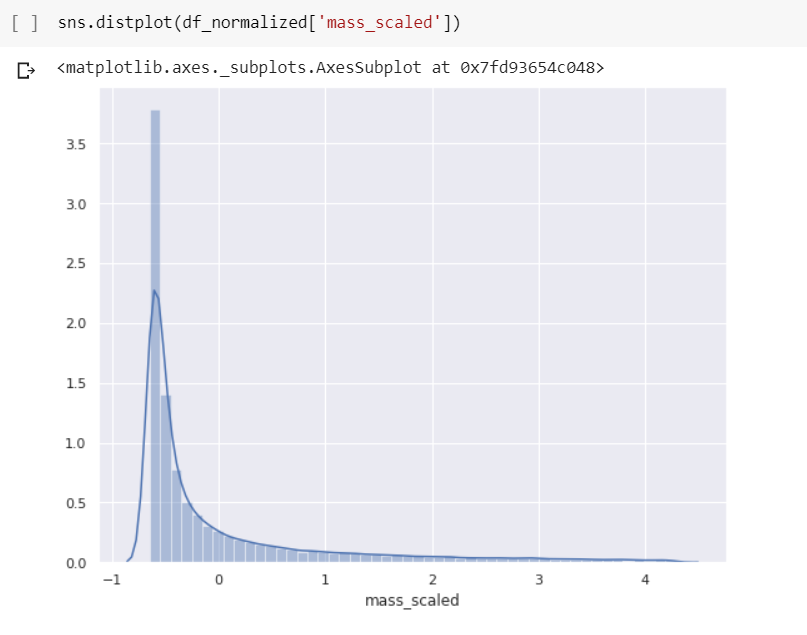 [ ] sns.distplot(df_normalized['mass_scaled'])
<matplotlib.axes._subplots.AxesSubplot at 0x7fd93654c048>
3.5
3.0
2.5
2.0
1.5
1.0
0.5
0.0
−1 0 1 2 3 4
mass_scaled